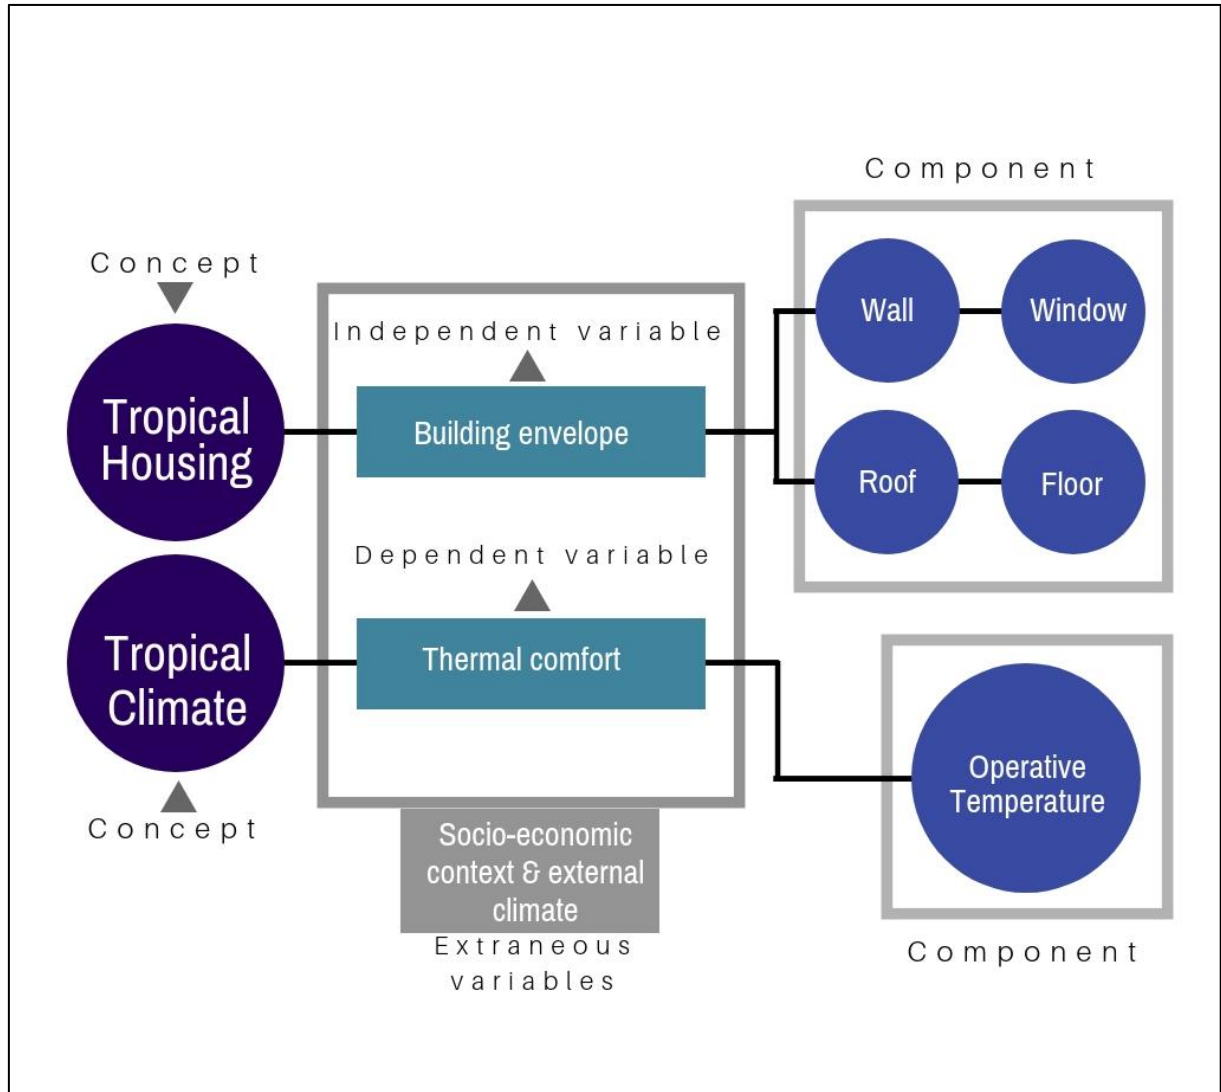 Component
Concept
Wall
Window
Independent variable
Tropical
Housing
Building envelope
Roof
Floor
Dependent variable
Tropical
Climate
Thermal comfort
Operative
Temperature
Concept
Socio-economic
context & external
climate
Extraneous
variables
Component